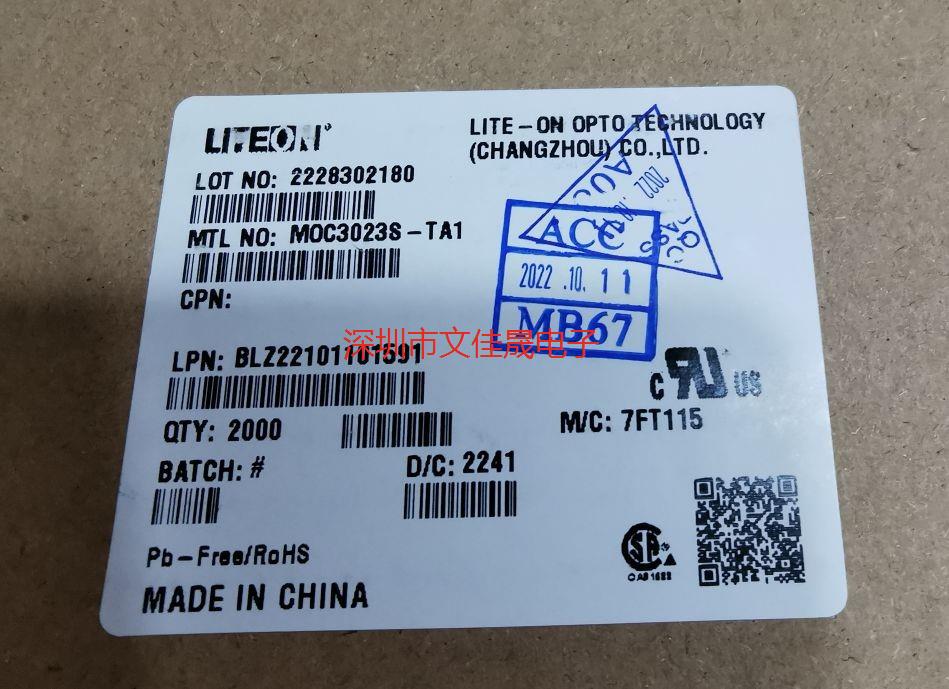 LITEON
LITE-ON OPTO TECHNOLOGY
(CHANGZHOU) CO.,LTD.
LOT NO: 2228302180
MTL NO: MOC3023S-TA1
CPN:
ACC
2022.10.11
MB67
深圳市文佳晟电子
LPN: BLZ22101101691
C US
QTY: 2000
M/C: 7FT115
BATCH: #
D/C: 2241
Pb-Free/RoHS
MADE IN CHINA